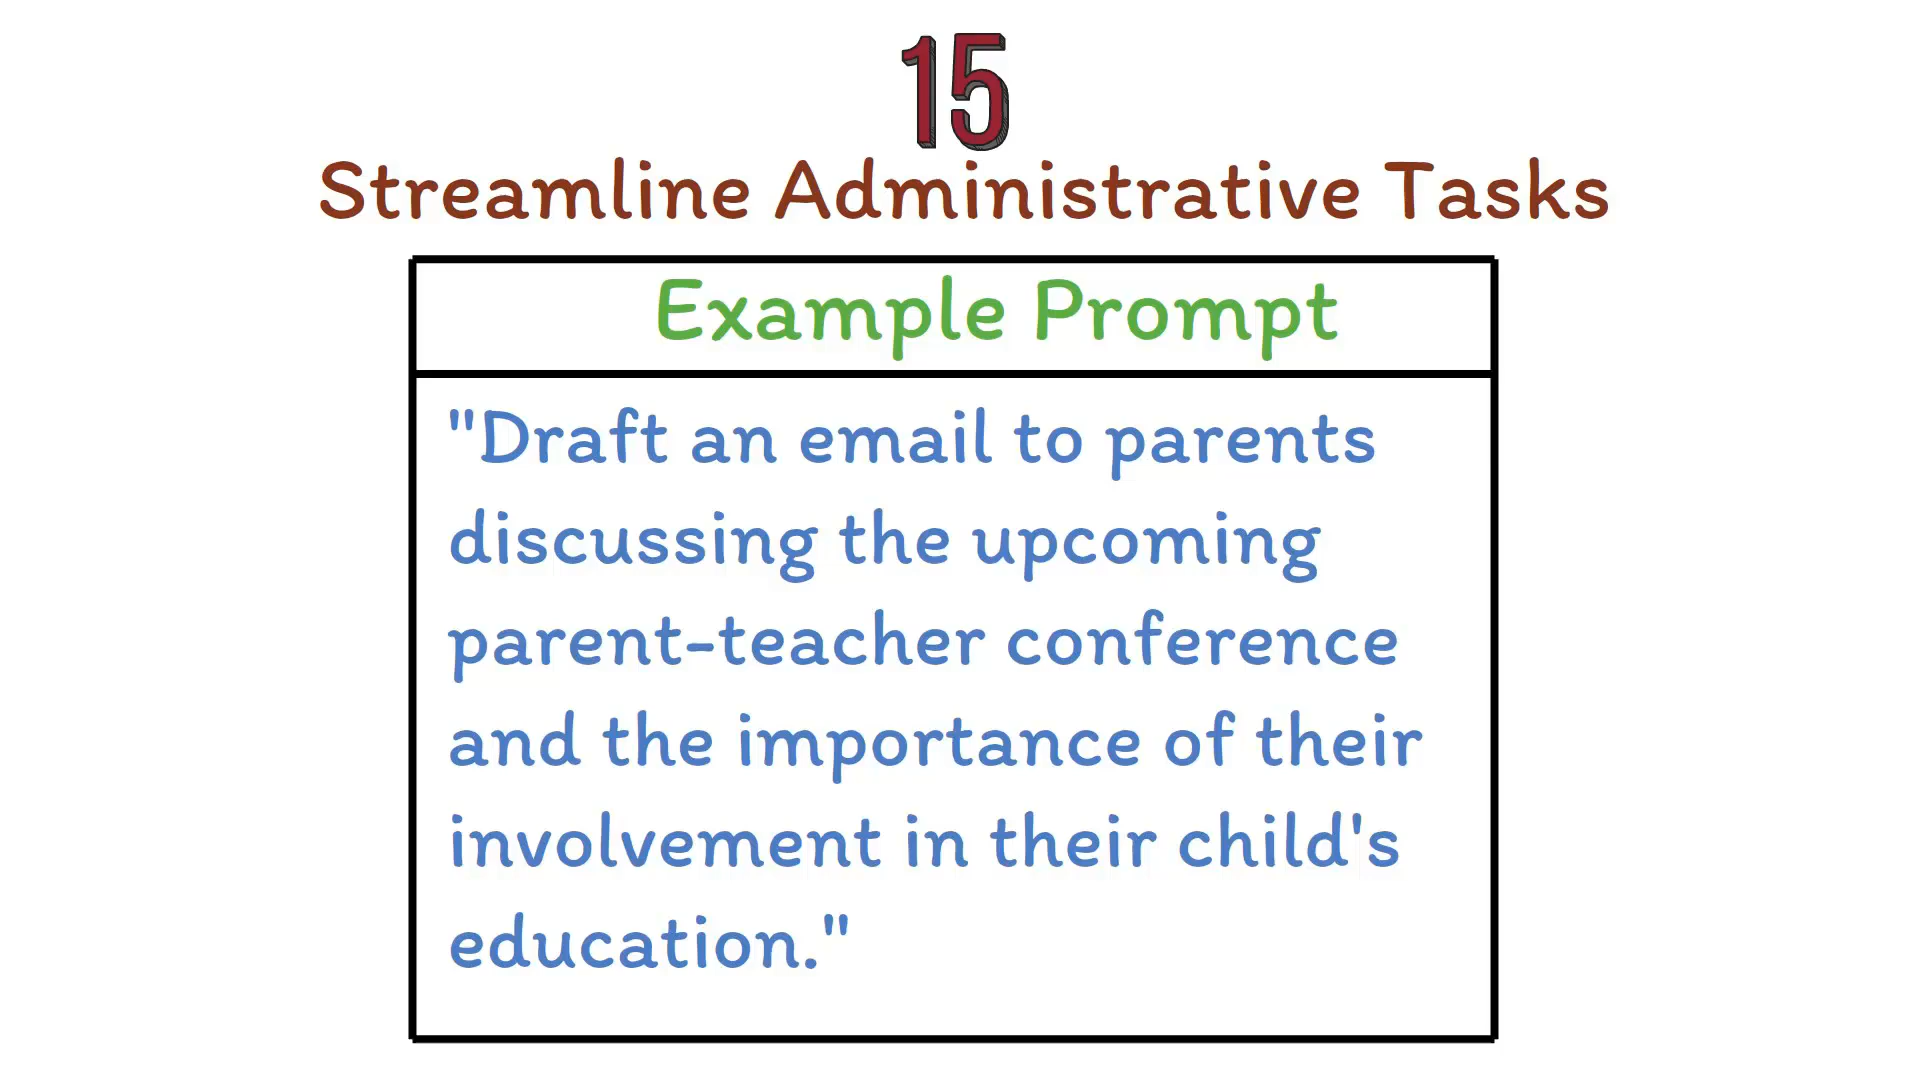 15
Streamline Administrative Tasks
Example Prompt
"Draft an email to parents
discussing the upcoming
parent-teacher conference
and the importance of their
involvement in their child's
education."